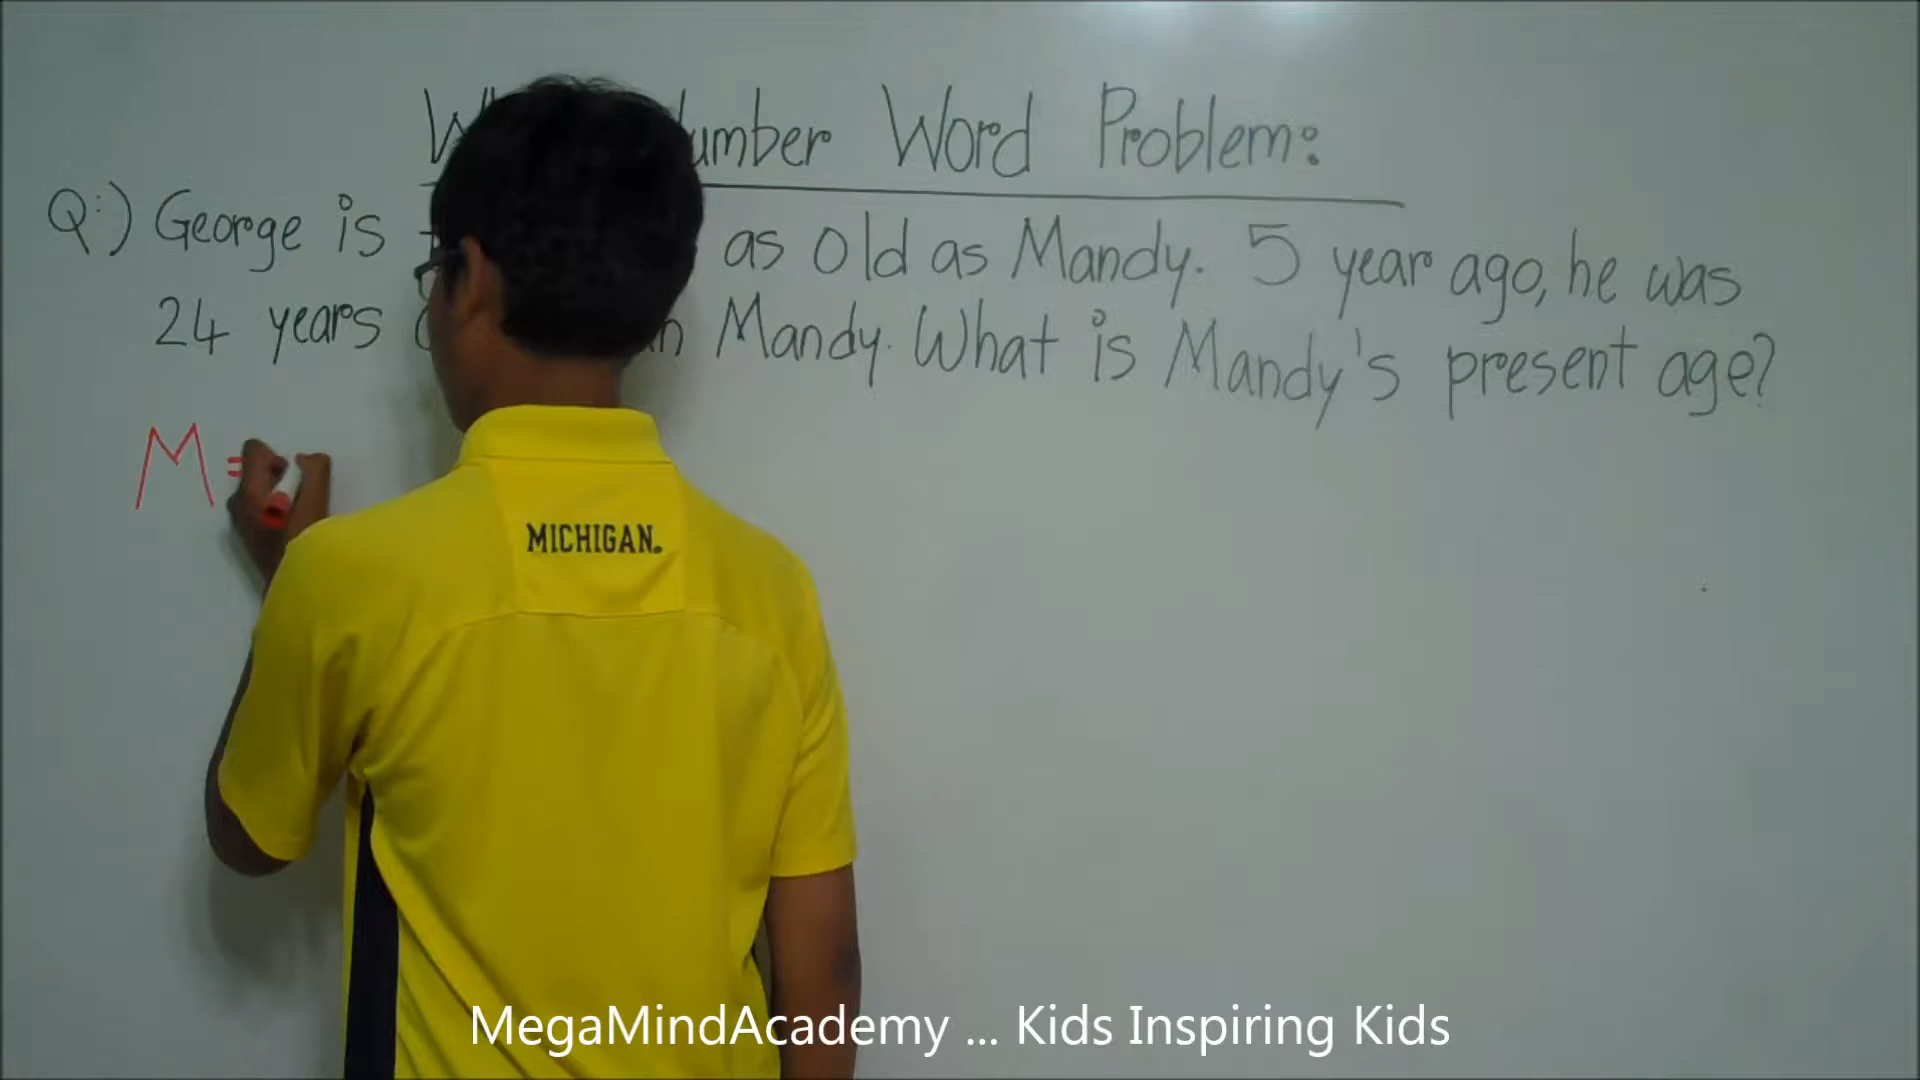 umber Word Problem:
Q:) George is as old as Mandy. 5 year ago, he was
24 years Mandy. What is Mandy's present age?
M=
MICHIGAN.
MegaMindAcademy ... Kids Inspiring Kids